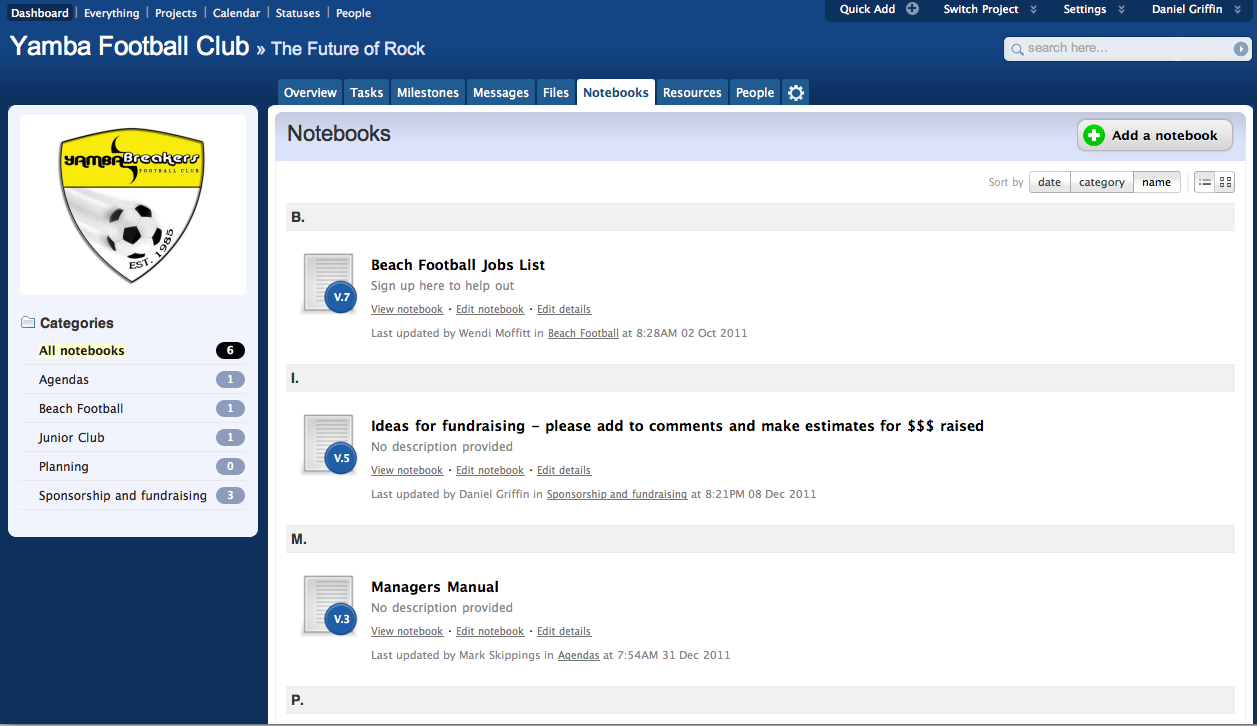 Dashboard | Everything | Projects | Calendar | Statuses | People
Quick Add Switch Project Settings Daniel Griffin
Yamba Football Club » The Future of Rock
search here...
Overview Tasks Milestones Messages Files Notebooks Resources People
YAMBA Breakers
FOOTBALL CLUB
EST. 1985
Categories
All notebooks 6
Agendas 1
Beach Football 1
Junior Club 1
Planning 0
Sponsorship and fundraising 3
Notebooks
Add a notebook
Sort by date category name
B.
V.7
Beach Football Jobs List
Sign up here to help out
View notebook · Edit notebook · Edit details
Last updated by Wendi Moffitt in Beach Football at 8:28AM 02 Oct 2011
I.
V.5
Ideas for fundraising – please add to comments and make estimates for $$$ raised
No description provided
View notebook · Edit notebook · Edit details
Last updated by Daniel Griffin in Sponsorship and fundraising at 8:21PM 08 Dec 2011
M.
V.3
Managers Manual
No description provided
View notebook · Edit notebook · Edit details
Last updated by Mark Skippings in Agendas at 7:54AM 31 Dec 2011
P.